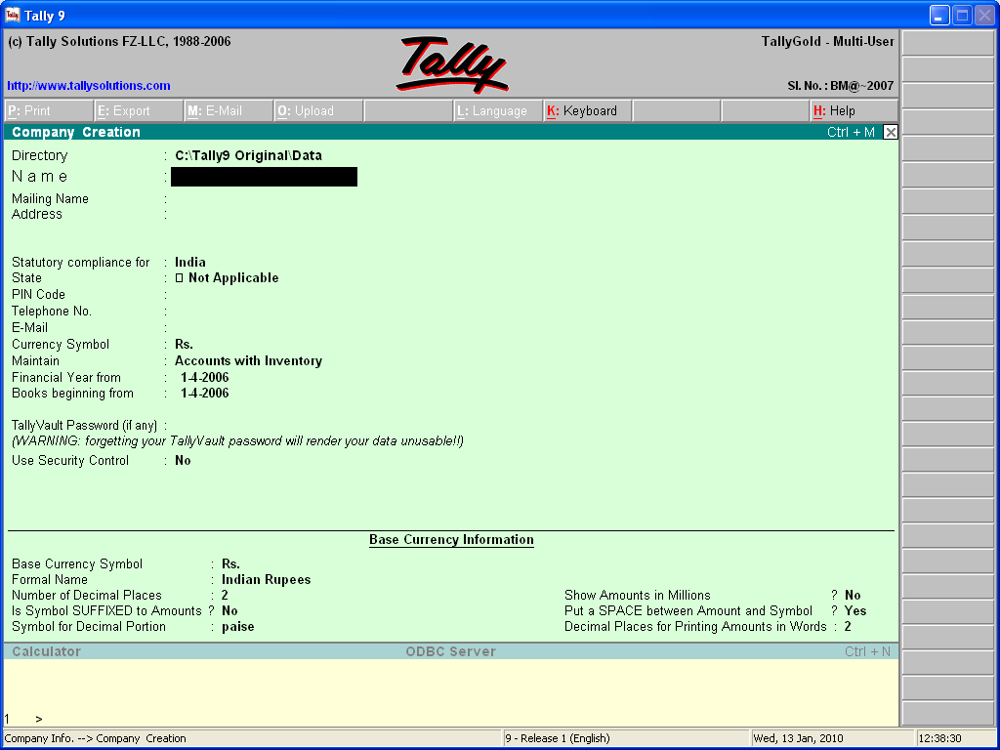 Tally 9
(c) Tally Solutions FZ-LLC, 1988-2006
Tally
TallyGold - Multi-User
http://www.tallysolutions.com
Sl. No. : BM@~2007
P: Print E: Export M: E-Mail O: Upload L: Language K: Keyboard H: Help
Company Creation Ctrl + M
Directory : C:\Tally9 Original\Data
Name :
Mailing Name :
Address :
Statutory compliance for : India
State : Not Applicable
PIN Code :
Telephone No. :
E-Mail :
Currency Symbol : Rs.
Maintain : Accounts with Inventory
Financial Year from : 1-4-2006
Books beginning from : 1-4-2006
TallyVault Password (if any) :
(WARNING: forgetting your TallyVault password will render your data unusable!!)
Use Security Control : No
Base Currency Information
Base Currency Symbol : Rs.
Formal Name : Indian Rupees
Number of Decimal Places : 2 Show Amounts in Millions ? No
Is Symbol SUFFIXED to Amounts ? No Put a SPACE between Amount and Symbol ? Yes
Symbol for Decimal Portion : paise Decimal Places for Printing Amounts in Words : 2
Calculator ODBC Server Ctrl + N
1 >
Company Info. --> Company Creation 9 - Release 1 (English) Wed, 13 Jan, 2010 12:38:30